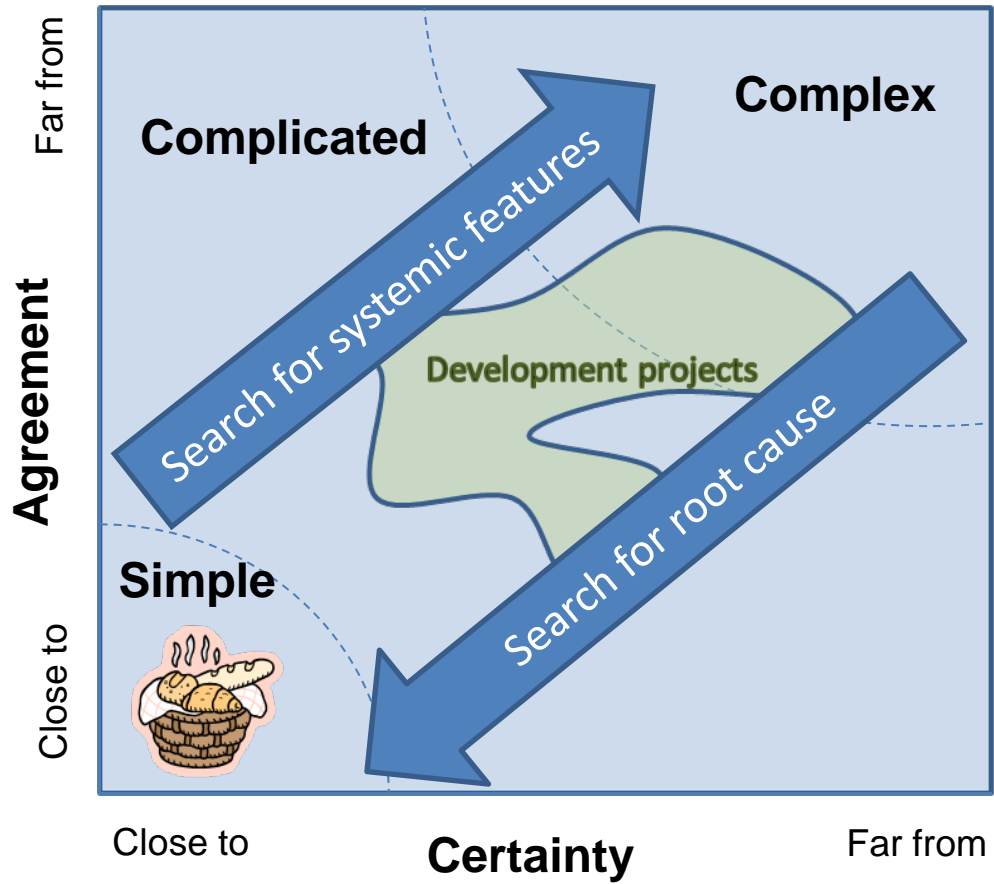 Far from
Complex
Complicated
Search for systemic features
Agreement
Development projects
Search for root cause
Simple
Close to
Close to
Certainty
Far from